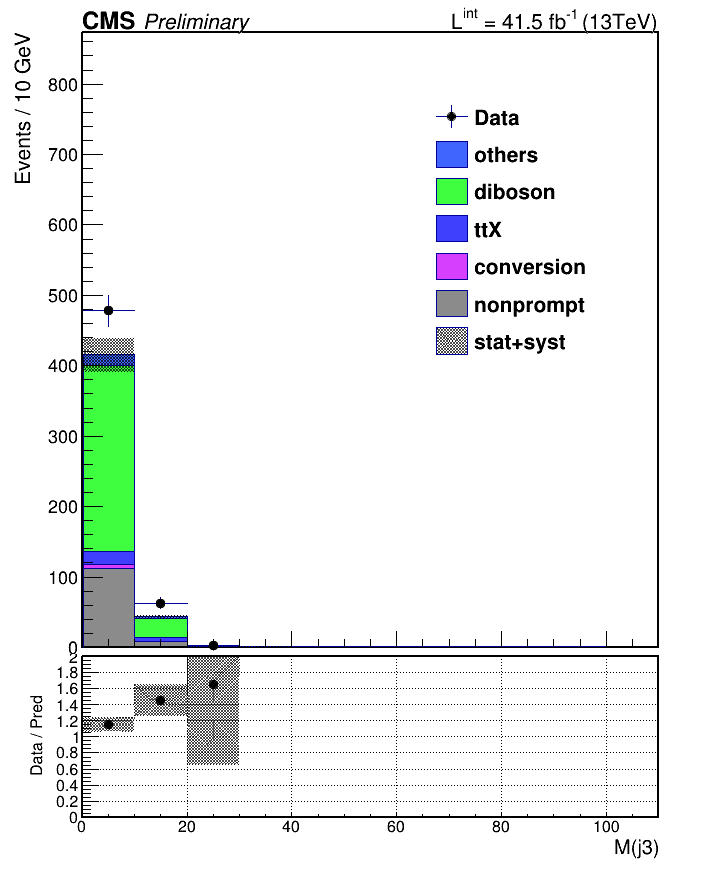 CMS Preliminary
L^int = 41.5 fb^-1 (13TeV)
Events / 10 GeV
800
700
600
500
400
300
200
100
0
Data
others
diboson
ttX
conversion
nonprompt
stat+syst
Data / Pred
2
1.8
1.6
1.4
1.2
1
0.8
0.6
0.4
0.2
0
0 20 40 60 80 100
M(j3)